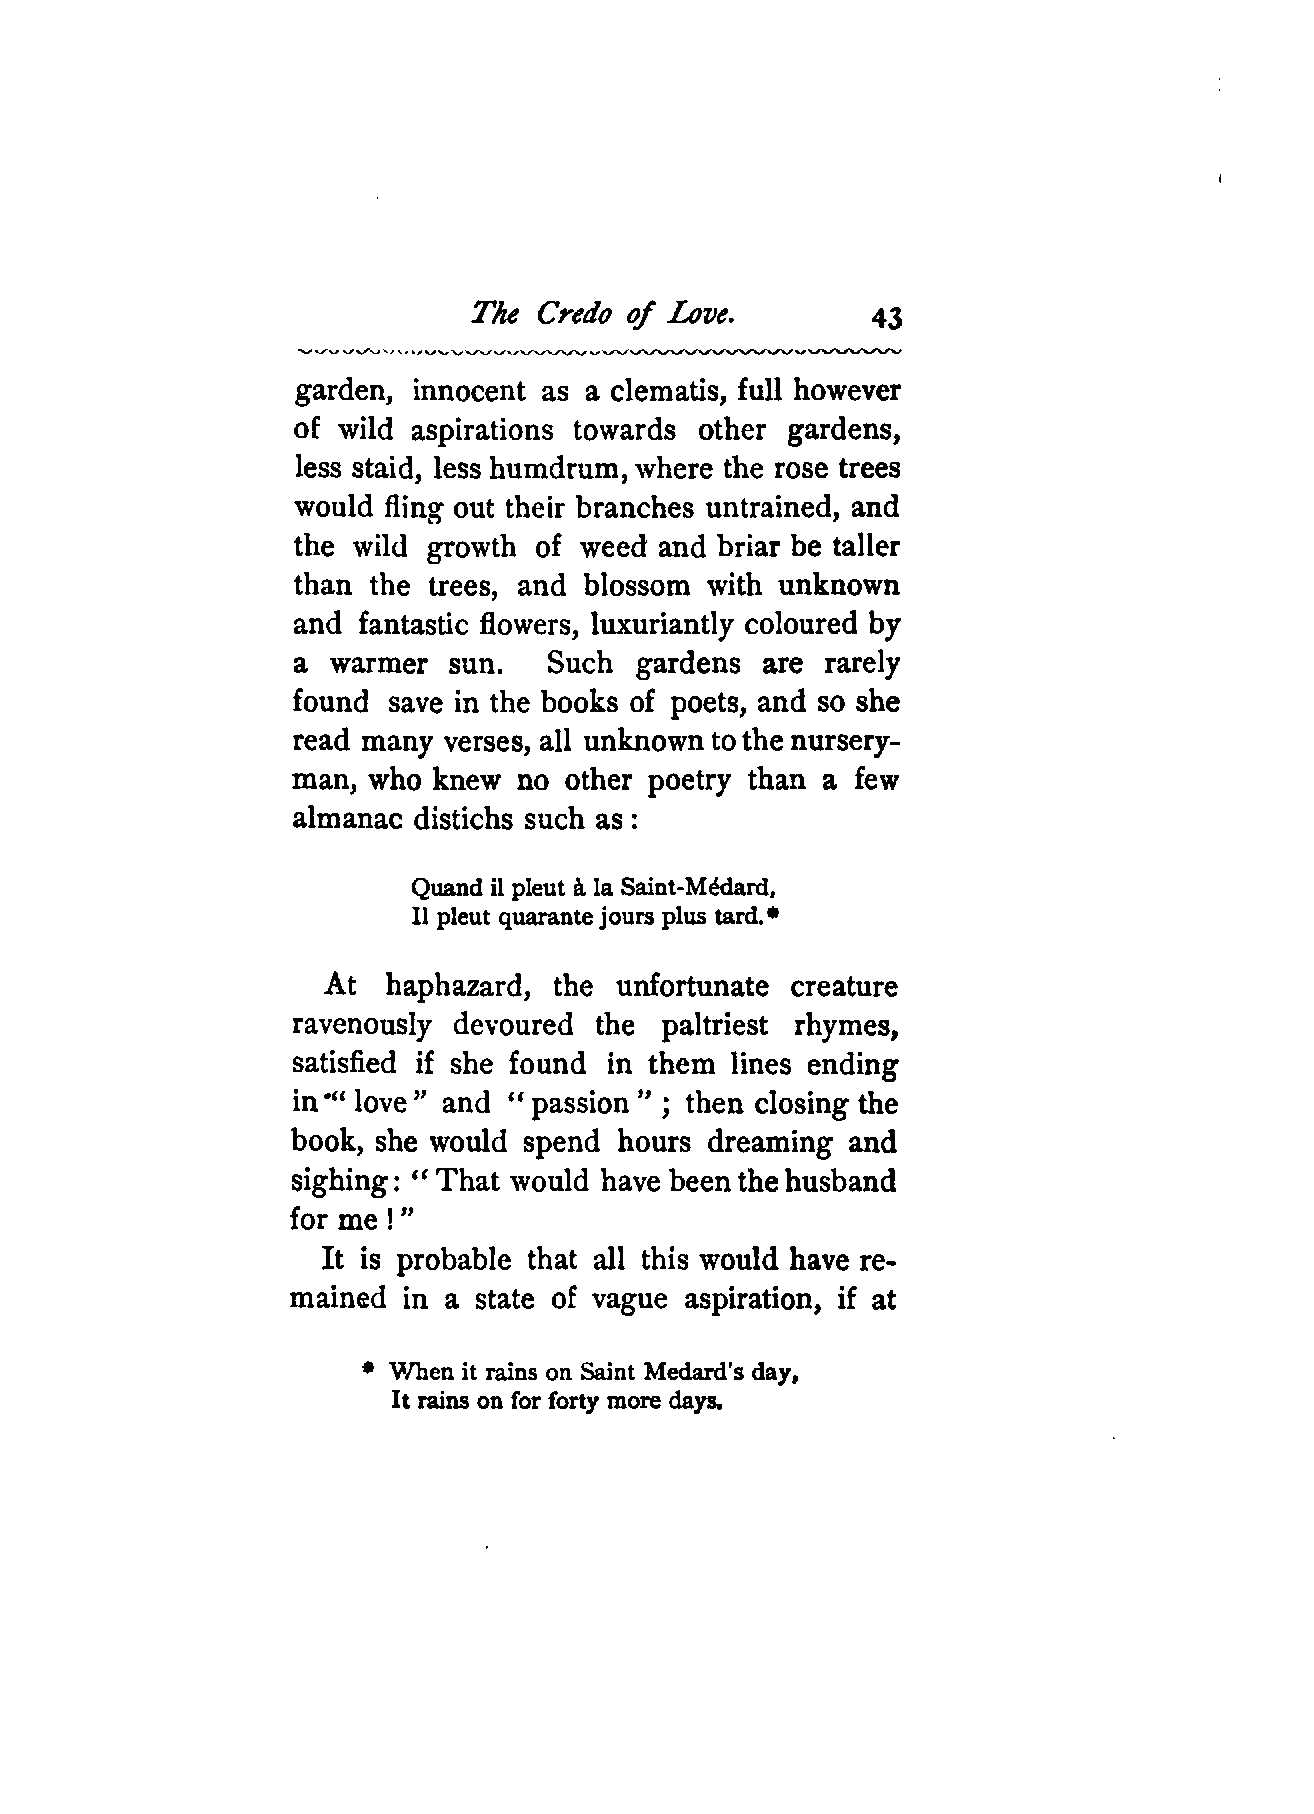 The Credo of Love. 43
garden, innocent as a clematis, full however
of wild aspirations towards other gardens,
less staid, less humdrum, where the rose trees
would fling out their branches untrained, and
the wild growth of weed and briar be taller
than the trees, and blossom with unknown
and fantastic flowers, luxuriantly coloured by
a warmer sun. Such gardens are rarely
found save in the books of poets, and so she
read many verses, all unknown to the nursery-
man, who knew no other poetry than a few
almanac distichs such as :
Quand il pleut à la Saint-Médard,
Il pleut quarante jours plus tard.*
At haphazard, the unfortunate creature
ravenously devoured the paltriest rhymes,
satisfied if she found in them lines ending
in “ love ” and “ passion ” ; then closing the
book, she would spend hours dreaming and
sighing: “ That would have been the husband
for me ! ”
It is probable that all this would have re-
mained in a state of vague aspiration, if at
* When it rains on Saint Medard's day,
It rains on for forty more days.